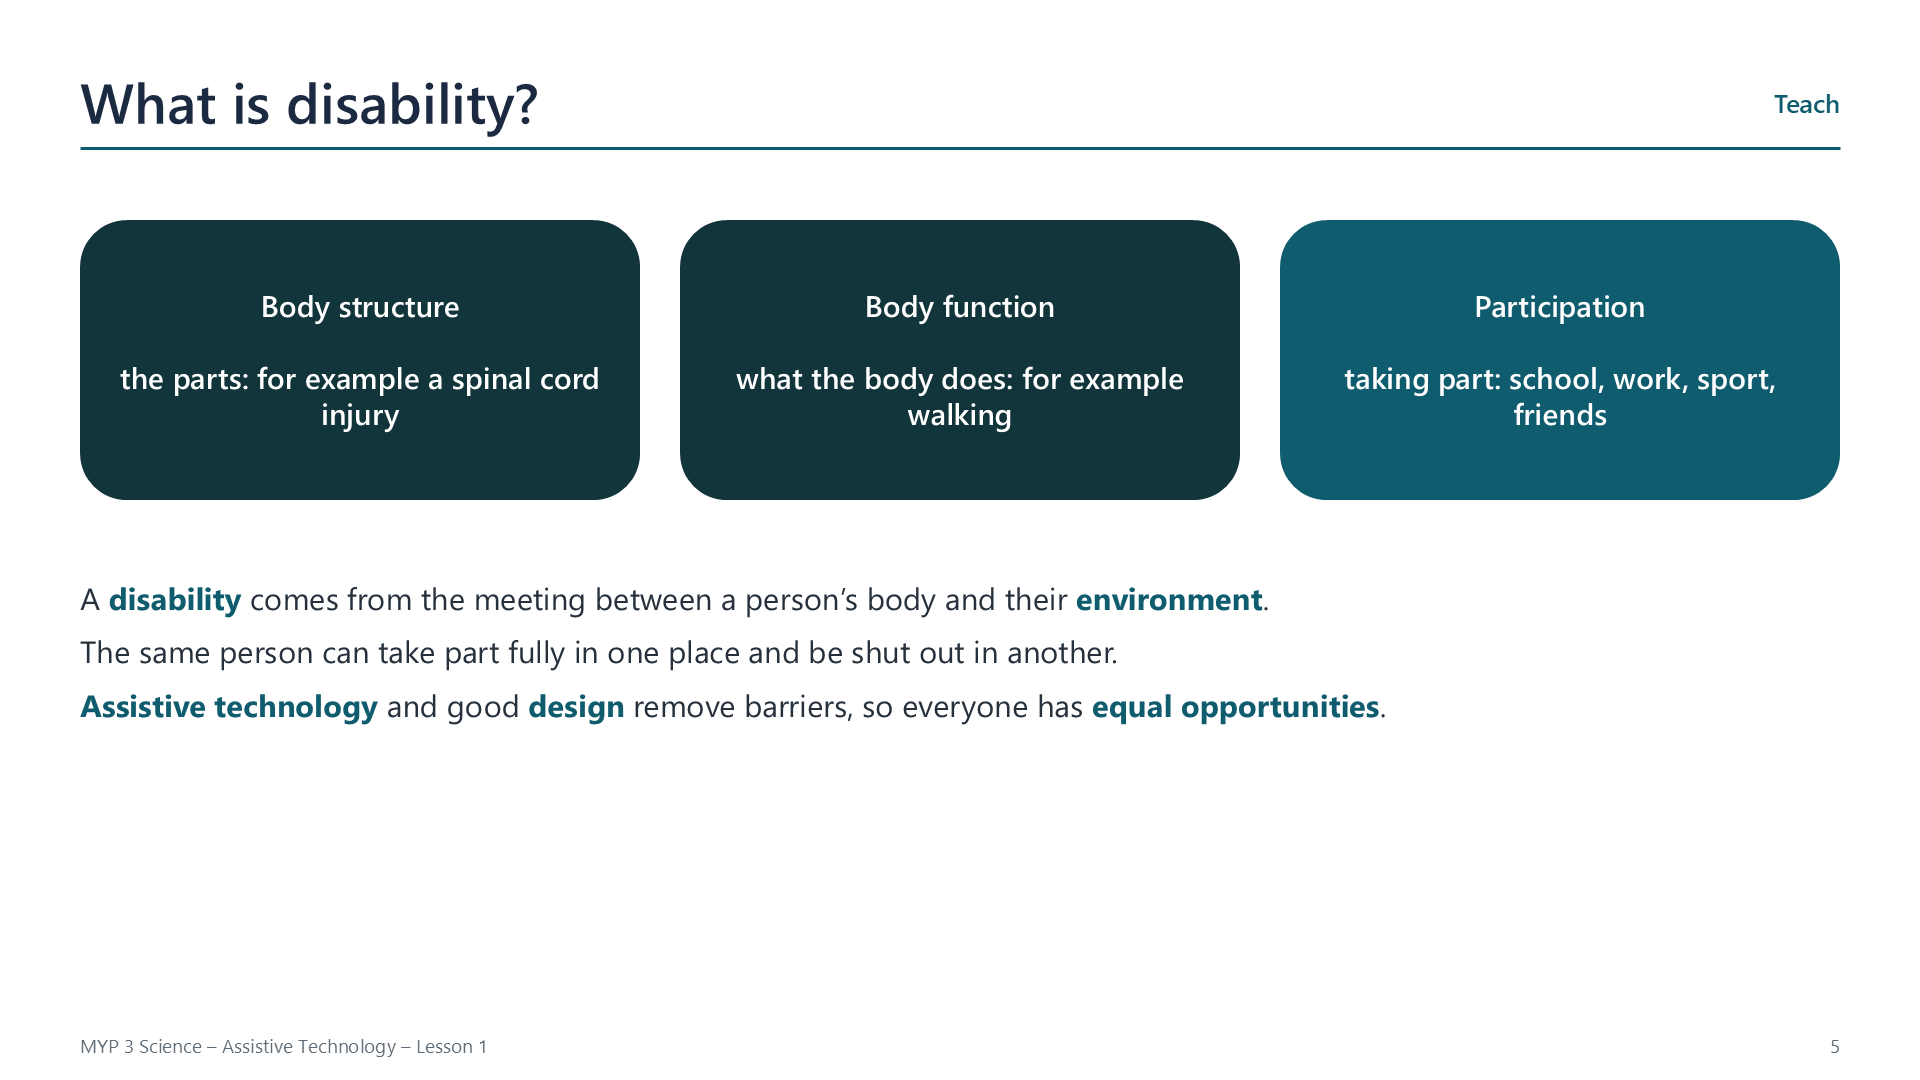 What is disability?
Teach
Body structure
the parts: for example a spinal cord
injury
Body function
what the body does: for example
walking
Participation
taking part: school, work, sport,
friends
A disability comes from the meeting between a person’s body and their environment.
The same person can take part fully in one place and be shut out in another.
Assistive technology and good design remove barriers, so everyone has equal opportunities.
MYP 3 Science – Assistive Technology – Lesson 1
5